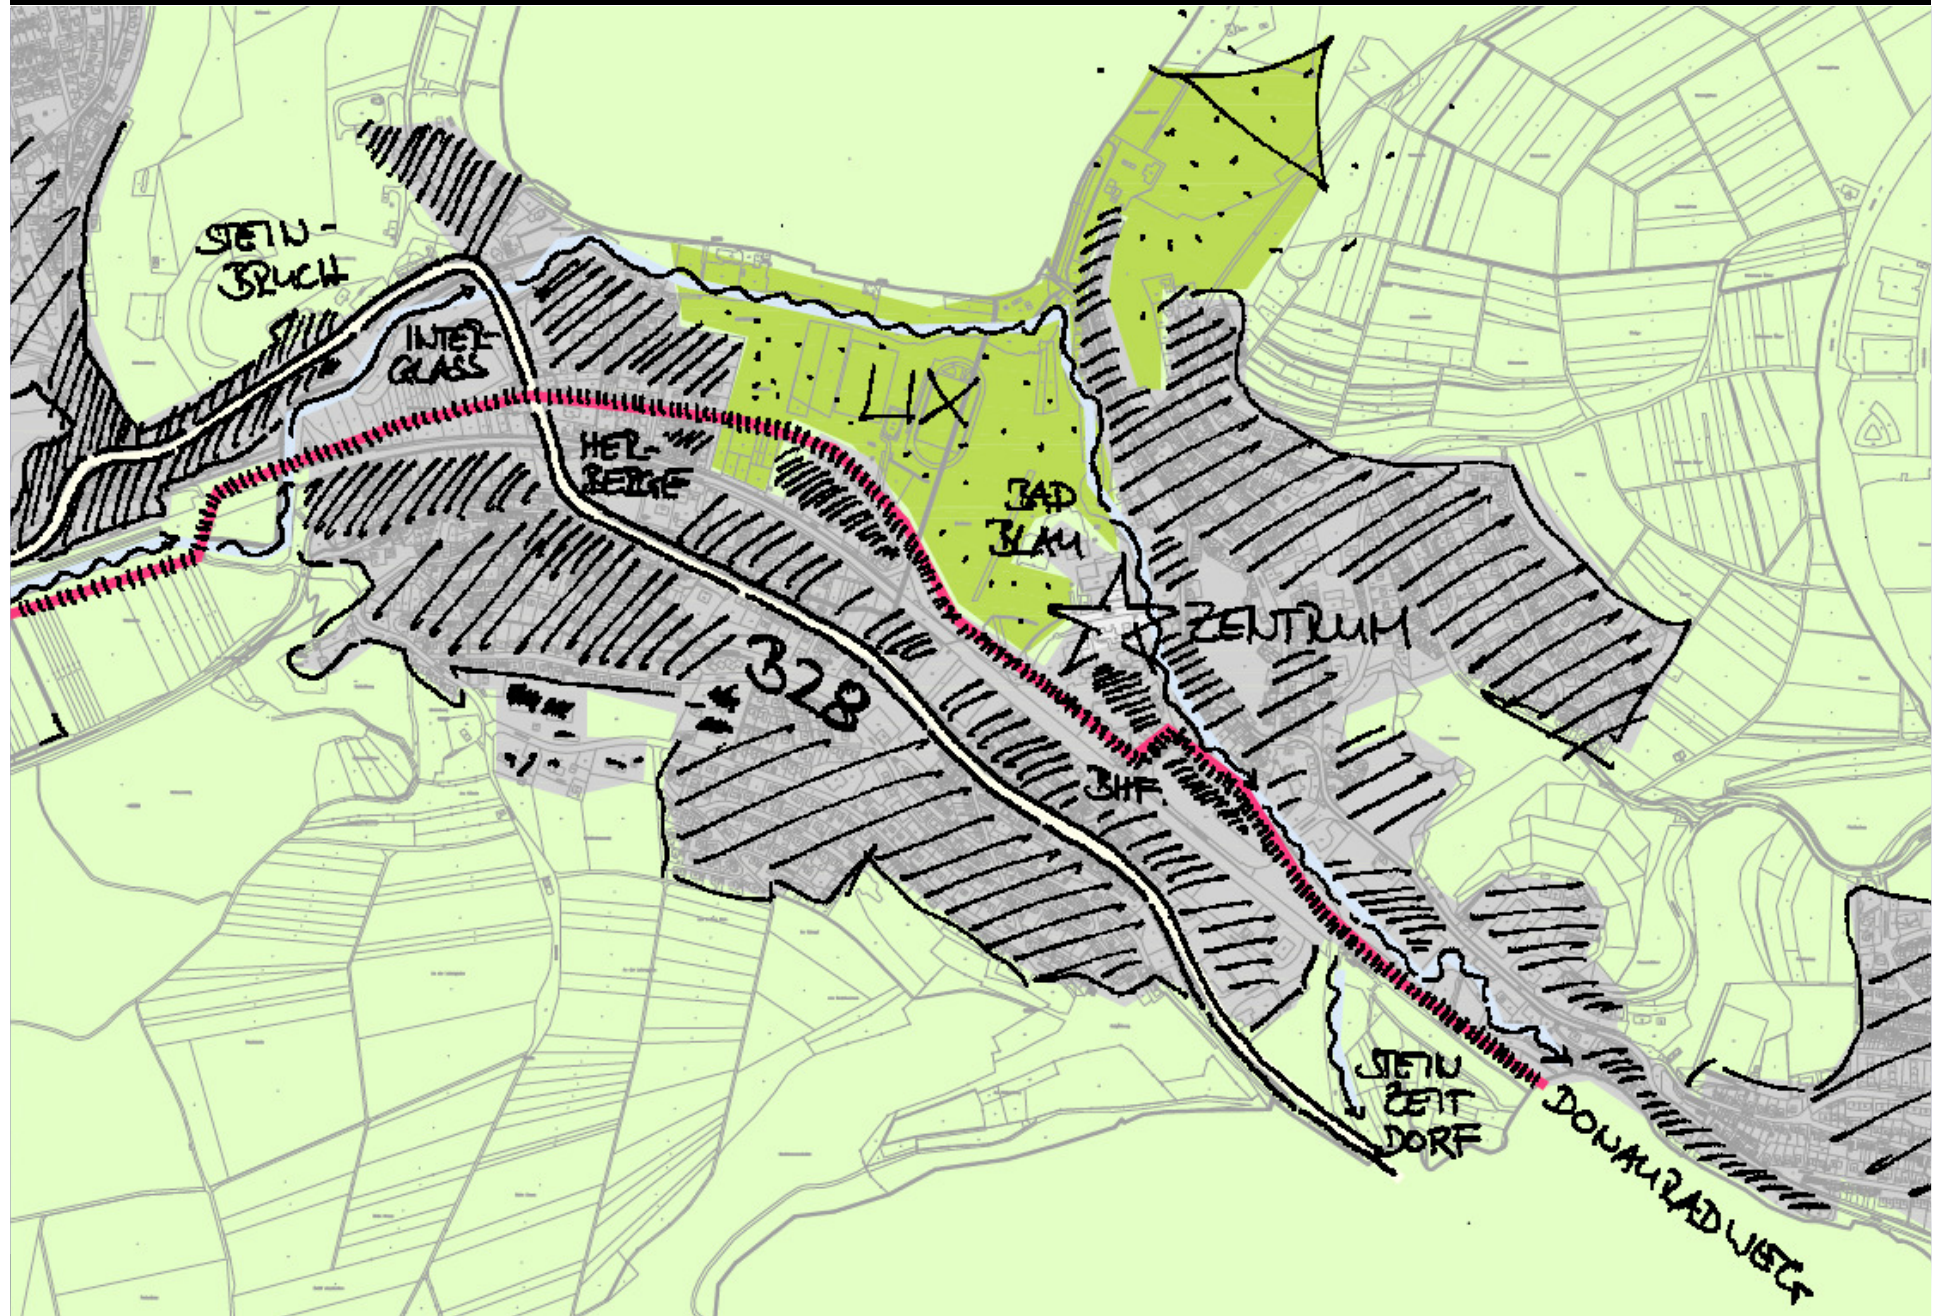 STEIN-
BRUCH
INTER-
GLASS
HER-
BERGE
LIX
BAD
BLAU
ZENTRUM
328
BHF.
STEIN
ZEIT
DORF
DONAURADWEG